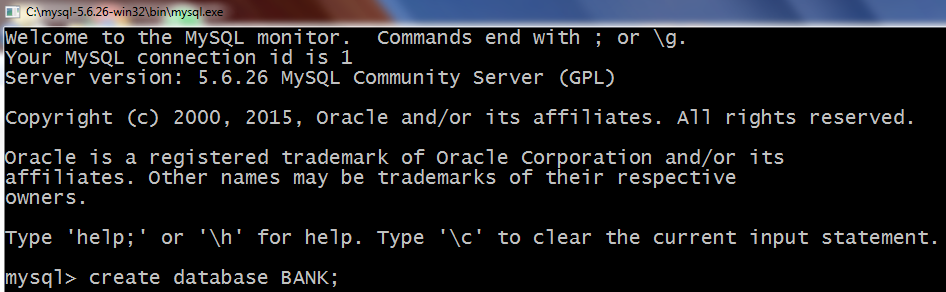 C:\mysql-5.6.26-win32\bin\mysql.exe
Welcome to the MySQL monitor.  Commands end with ; or \g.
Your MySQL connection id is 1
Server version: 5.6.26 MySQL Community Server (GPL)
Copyright (c) 2000, 2015, Oracle and/or its affiliates. All rights reserved.
Oracle is a registered trademark of Oracle Corporation and/or its
affiliates. Other names may be trademarks of their respective
owners.
Type 'help;' or '\h' for help. Type '\c' to clear the current input statement.
mysql> create database BANK;